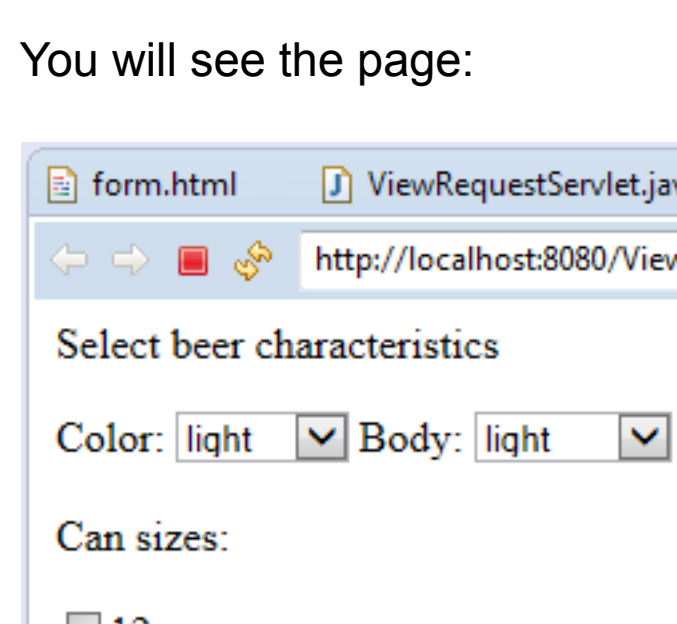 You will see the page:
form.html ViewRequestServlet.jav
http://localhost:8080/View
Select beer characteristics
Color: light Body: light
Can sizes: